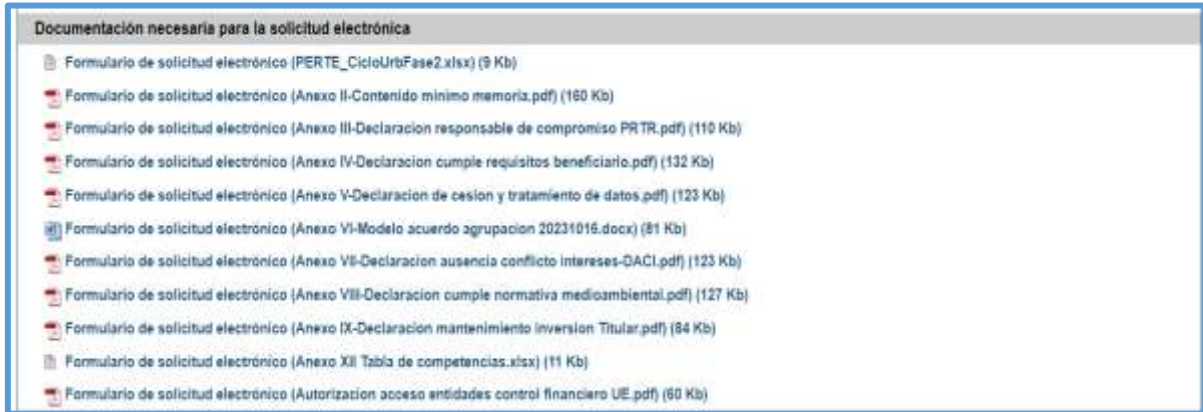 Documentación necesaria para la solicitud electrónica
Formulario de solicitud electrónico (PERTE_CicloUrbFase2.xlsx) (9 Kb)
Formulario de solicitud electrónico (Anexo II-Contenido minimo memoria.pdf) (160 Kb)
Formulario de solicitud electrónico (Anexo III-Declaracion responsable de compromiso PRTR.pdf) (110 Kb)
Formulario de solicitud electrónico (Anexo IV-Declaracion cumple requisitos beneficiario.pdf) (132 Kb)
Formulario de solicitud electrónico (Anexo V-Declaracion de cesion y tratamiento de datos.pdf) (123 Kb)
Formulario de solicitud electrónico (Anexo VI-Modelo acuerdo agrupacion 20231016.docx) (81 Kb)
Formulario de solicitud electrónico (Anexo VII-Declaracion ausencia conflicto intereses-DACI.pdf) (123 Kb)
Formulario de solicitud electrónico (Anexo VIII-Declaracion cumple normativa medioambiental.pdf) (127 Kb)
Formulario de solicitud electrónico (Anexo IX-Declaración mantenimiento inversion Titular.pdf) (84 Kb)
Formulario de solicitud electrónico (Anexo XII Tabla de competencias.xlsx) (11 Kb)
Formulario de solicitud electrónico (Autorizacion acceso entidades control financiero UE.pdf) (60 Kb)